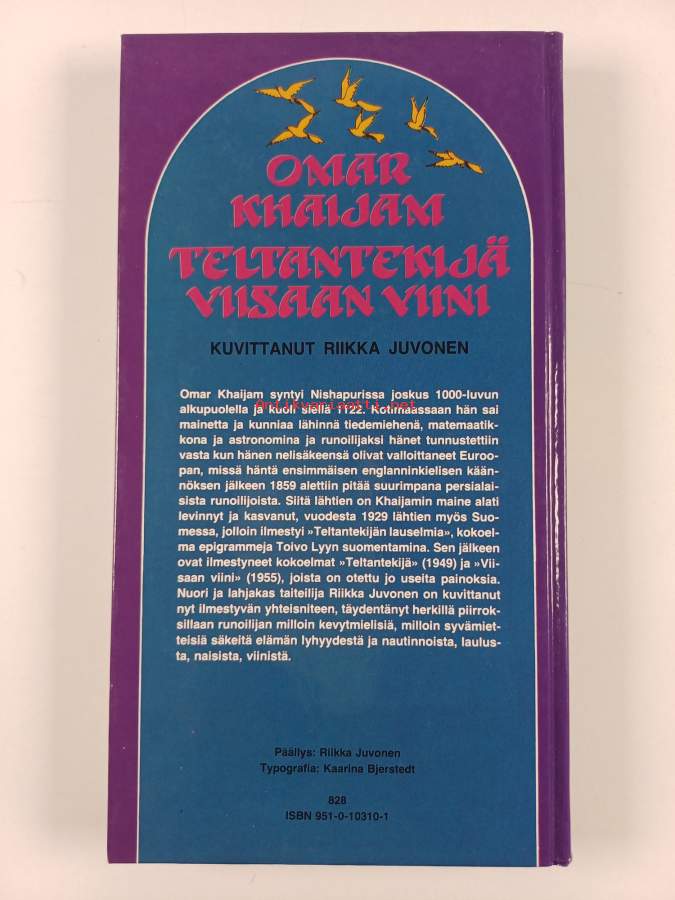 OMAR
KHAIJAM
TELTANTEKIJÄ
VIISAAN VIINI
KUVITTANUT RIIKKA JUVONEN
Omar Khaijam syntyi Nishapurissa joskus 1000-luvun
Antikvariaatti.net
alkupuolella ja kuoli siellä 1122. Kotimaassaan hän sai
mainetta ja kunniaa lähinnä tiedemiehenä, matemaatik-
kona ja astronomina ja runoilijaksi hänet tunnustettiin
vasta kun hänen nelisäkeensä olivat valloittaneet Euroo-
pan, missä häntä ensimmäisen englanninkielisen kään-
nöksen jälkeen 1859 alettiin pitää suurimpana persialai-
sista runoilijoista. Siitä lähtien on Khaijamin maine alati
levinnyt ja kasvanut, vuodesta 1929 lähtien myös Suo-
messa, jolloin ilmestyi »Teltantekijän lauselmia», kokoel-
ma epigrammeja Toivo Lyyn suomentamina. Sen jälkeen
ovat ilmestyneet kokoelmat »Teltantekijä» (1949) ja »Vii-
saan viini» (1955), joista on otettu jo useita painoksia.
Nuori ja lahjakas taiteilija Riikka Juvonen on kuvittanut
nyt ilmestyvän yhteisniteen, täydentänyt herkillä piirrok-
sillaan runoilijan milloin kevytmielisiä, milloin syvämiet-
teisiä säkeitä elämän lyhyydestä ja nautinnoista, laulus-
ta, naisista, viinistä.
Päällys: Riikka Juvonen
Typografia: Kaarina Bjerstedt
828
ISBN 951-0-10310-1